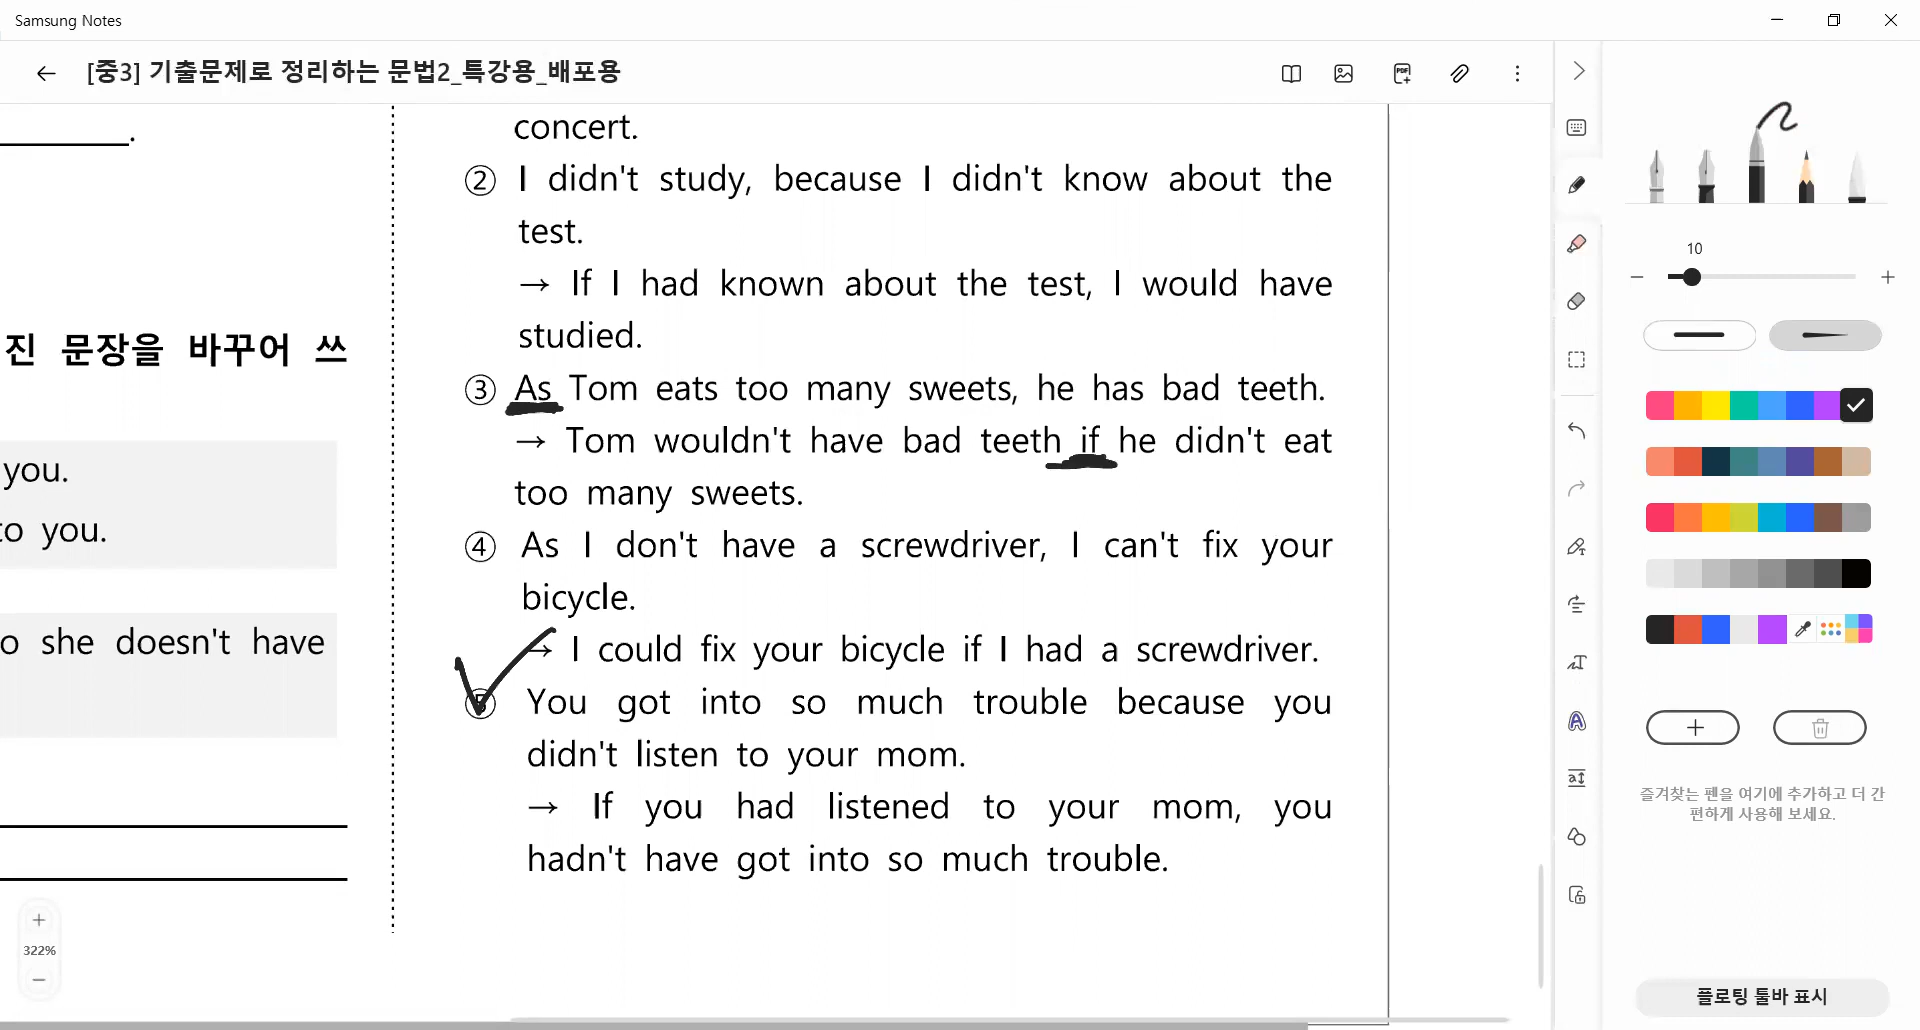 Samsung Notes
[중3] 기출문제로 정리하는 문법2_특강용_배포용
.
진 문장을 바꾸어 쓰
you.
to you.
o she doesn't have
concert.
② I didn't study, because I didn't know about the
test.
→ If I had known about the test, I would have
studied.
③ As Tom eats too many sweets, he has bad teeth.
→ Tom wouldn't have bad teeth if he didn't eat
too many sweets.
④ As I don't have a screwdriver, I can't fix your
bicycle.
→ I could fix your bicycle if I had a screwdriver.
⑤ You got into so much trouble because you
didn't listen to your mom.
→ If you had listened to your mom, you
hadn't have got into so much trouble.
322%
PDF
10
즐겨찾는 펜을 여기에 추가하고 더 간
편하게 사용해 보세요.
플로팅 툴바 표시